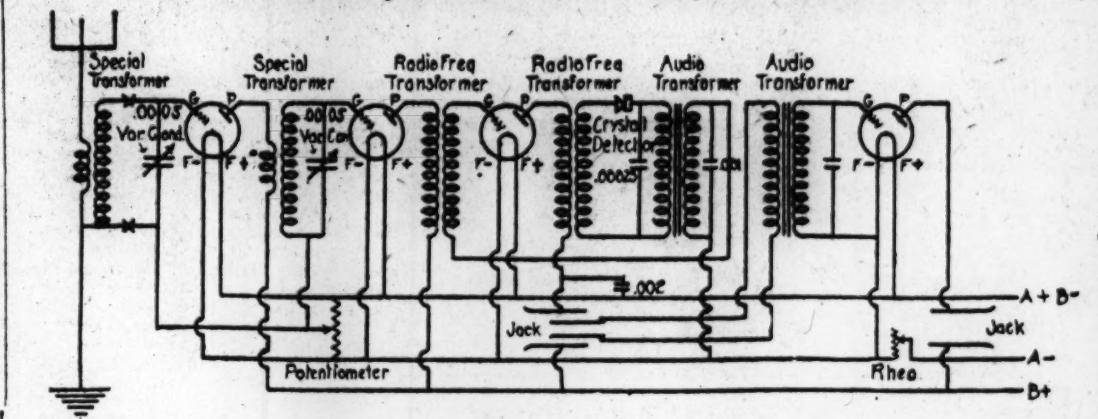 Special
Transformer
Special
Transformer
Radio Freq
Transformer
Radio Freq
Transformer
Audio
Transformer
Audio
Transformer
G P
.0005
Var Cond.
F- F+
G P
.0005
Var Con.
F- F+
G P
F- F+
Crystal
Detector
.00025
.001
G P
F- F+
.002
A + B-
Jack
Jack
A-
Potentiometer
Rheo
B+